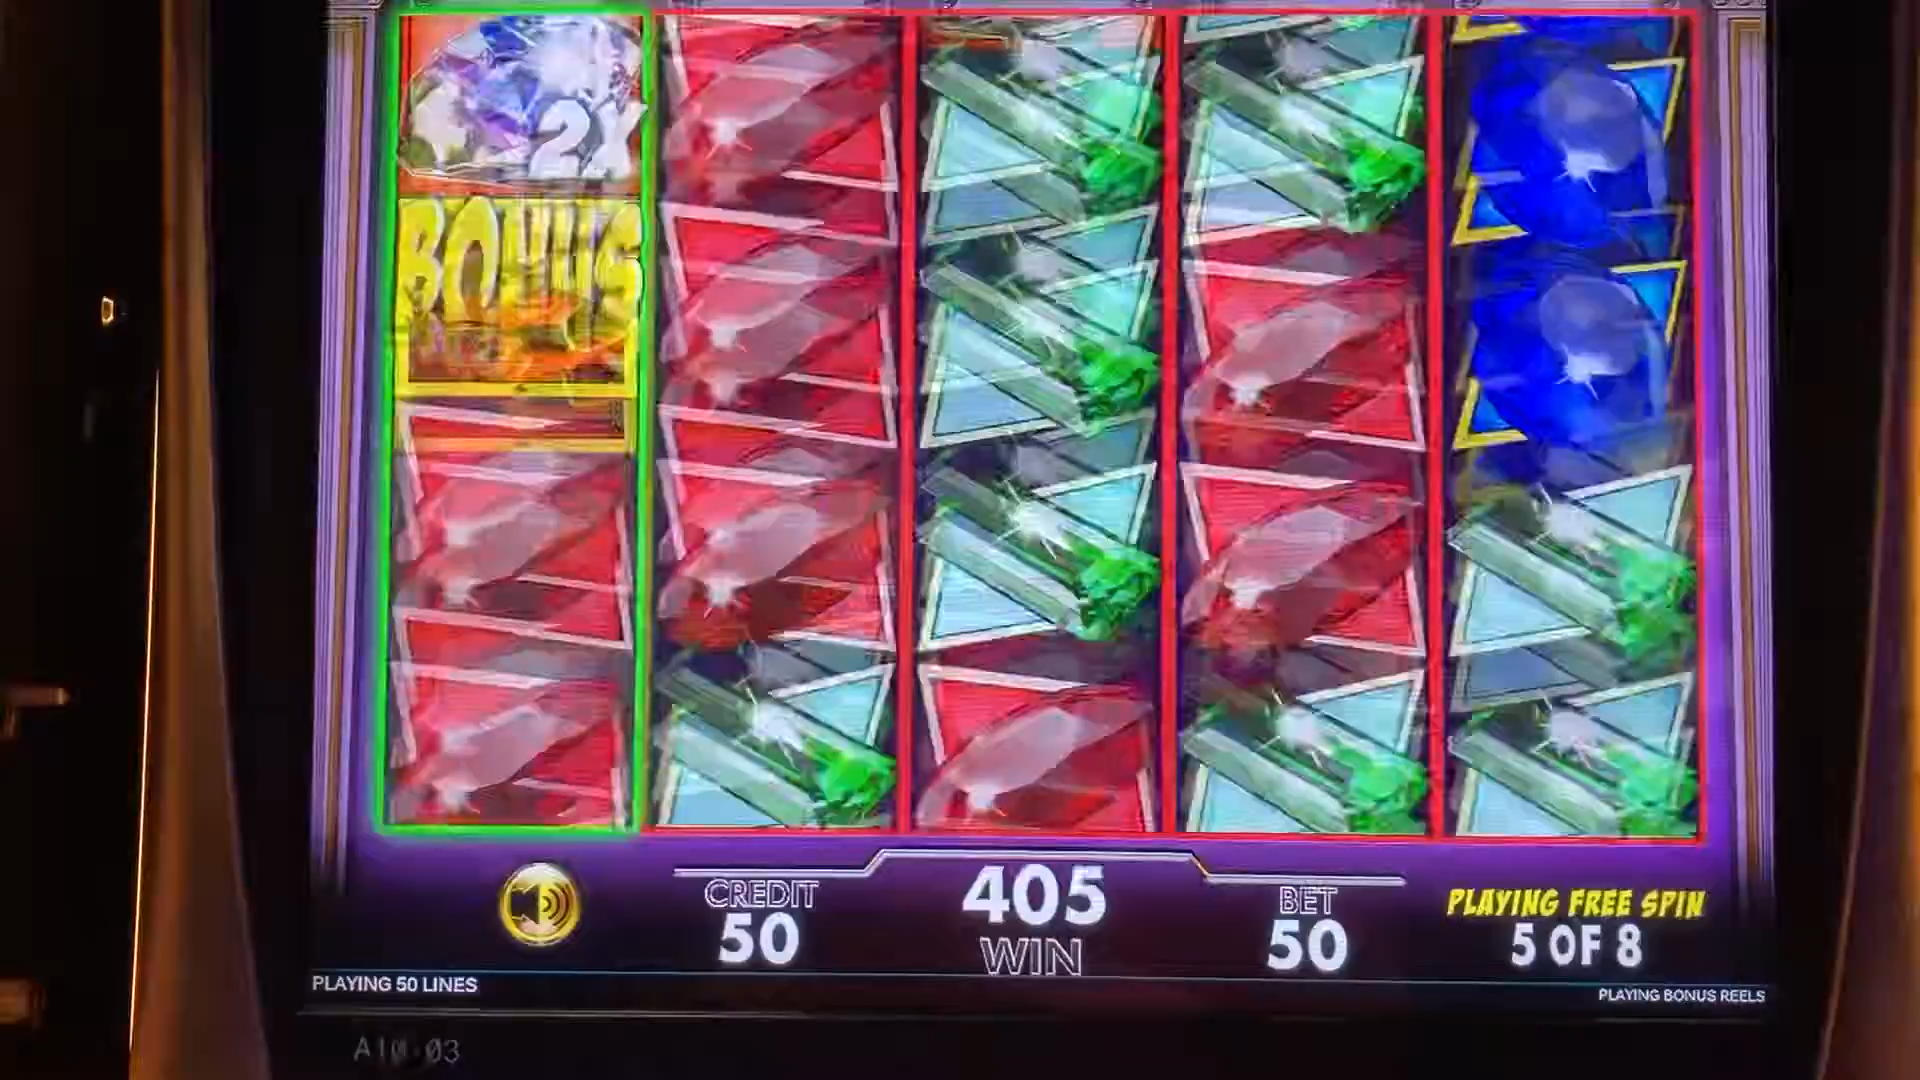 2X
BONUS
CREDIT
50
405
WIN
BET
50
PLAYING FREE SPIN
5 OF 8
PLAYING 50 LINES
PLAYING BONUS REELS
A10-03